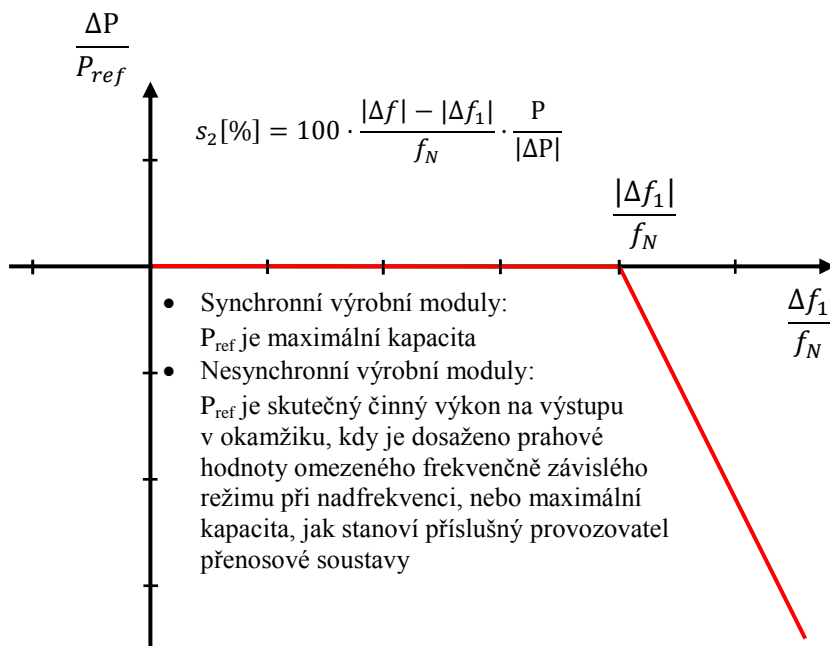 ΔP
P_ref
s₂[%] = 100 · (|Δf| − |Δf₁|)/f_N · P/|ΔP|
|Δf₁|
f_N
Δf₁
f_N
• Synchronní výrobní moduly:
P_ref je maximální kapacita
• Nesynchronní výrobní moduly:
P_ref je skutečný činný výkon na výstupu
v okamžiku, kdy je dosaženo prahové
hodnoty omezeného frekvenčně závislého
režimu při nadfrekvenci, nebo maximální
kapacita, jak stanoví příslušný provozovatel
přenosové soustavy